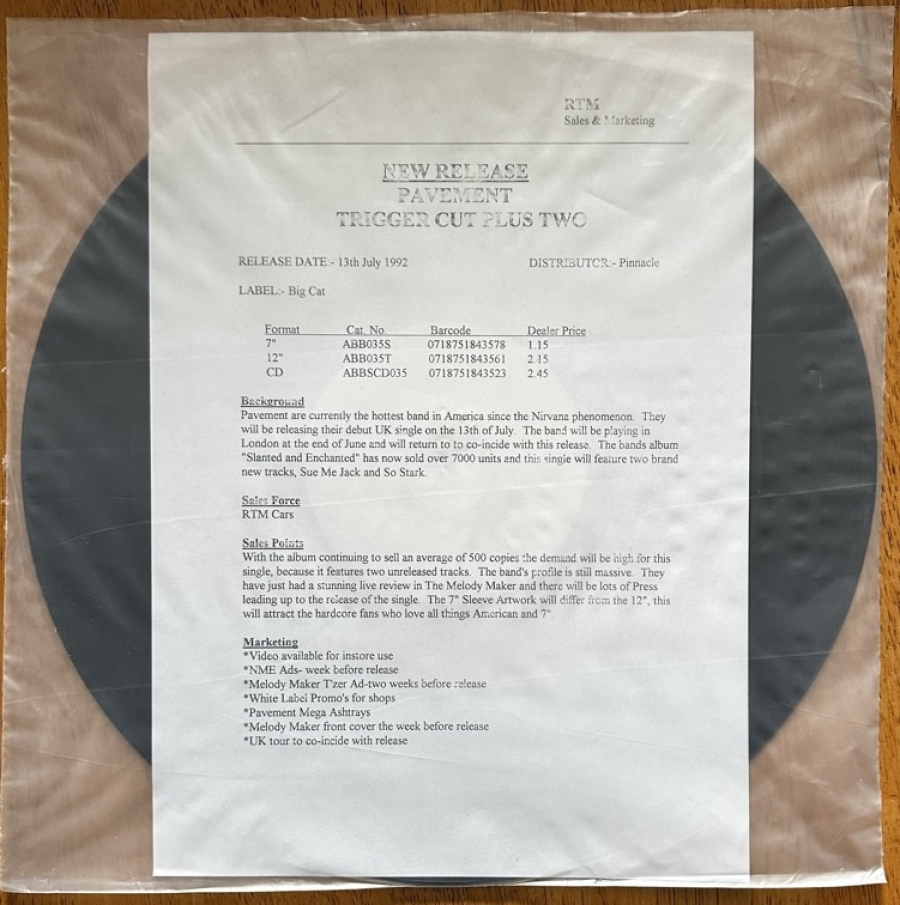 RTM
Sales & Marketing
NEW RELEASE
PAVEMENT
TRIGGER CUT PLUS TWO
RELEASE DATE:- 13th July 1992 DISTRIBUTOR:- Pinnacle
LABEL:- Big Cat
Format Cat. No. Barcode Dealer Price
7" ABB035S 0718751843578 1.15
12" ABB035T 0718751843561 2.15
CD ABBSCD035 0718751843523 2.45
Background
Pavement are currently the hottest band in America since the Nirvana phenomenon. They
will be releasing their debut UK single on the 13th of July. The band will be playing in
London at the end of June and will return to to co-incide with this release. The bands album
"Slanted and Enchanted" has now sold over 7000 units and this single will feature two brand
new tracks, Sue Me Jack and So Stark.
Sales Force
RTM Cars
Sales Points
With the album continuing to sell an average of 500 copies the demand will be high for this
single, because it features two unreleased tracks. The band's profile is still massive. They
have just had a stunning live review in The Melody Maker and there will be lots of Press
leading up to the release of the single. The 7" Sleeve Artwork will differ from the 12", this
will attract the hardcore fans who love all things American and 7".
Marketing
*Video available for instore use
*NME Ads- week before release
*Melody Maker T'zer Ad-two weeks before release
*White Label Promo's for shops
*Pavement Mega Ashtrays
*Melody Maker front cover the week before release
*UK tour to co-incide with release